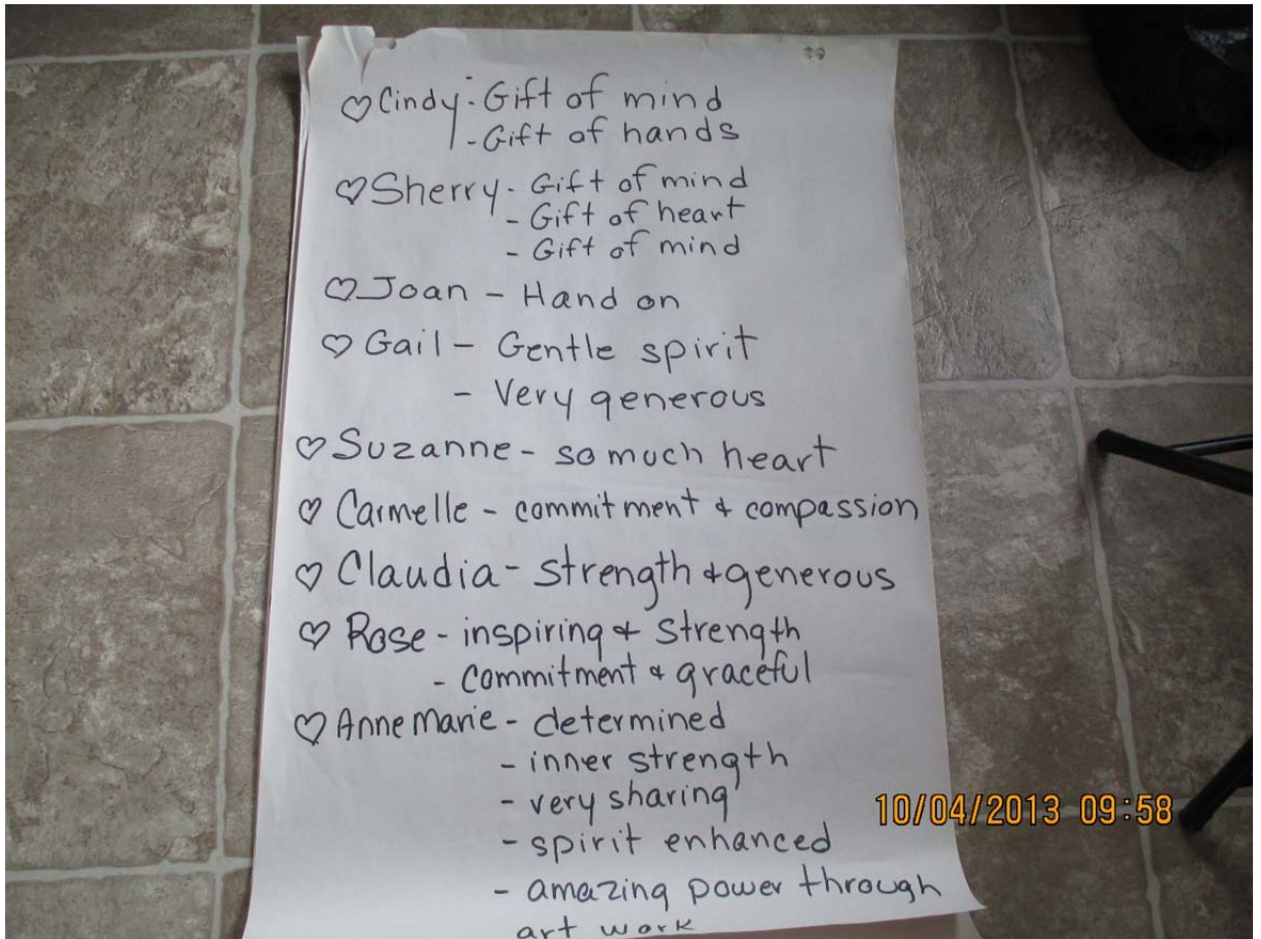 ♡ Cindy - Gift of mind
- Gift of hands
♡ Sherry - Gift of mind
- Gift of heart
- Gift of mind
♡ Joan - Hand on
♡ Gail - Gentle spirit
- Very generous
♡ Suzanne - so much heart
♡ Carmelle - commitment & compassion
♡ Claudia - strength & generous
♡ Rose - inspiring & strength
- commitment & graceful
♡ Anne Marie - determined
- inner strength
- very sharing
- spirit enhanced
- amazing power through
art work
10/04/2013 09:58